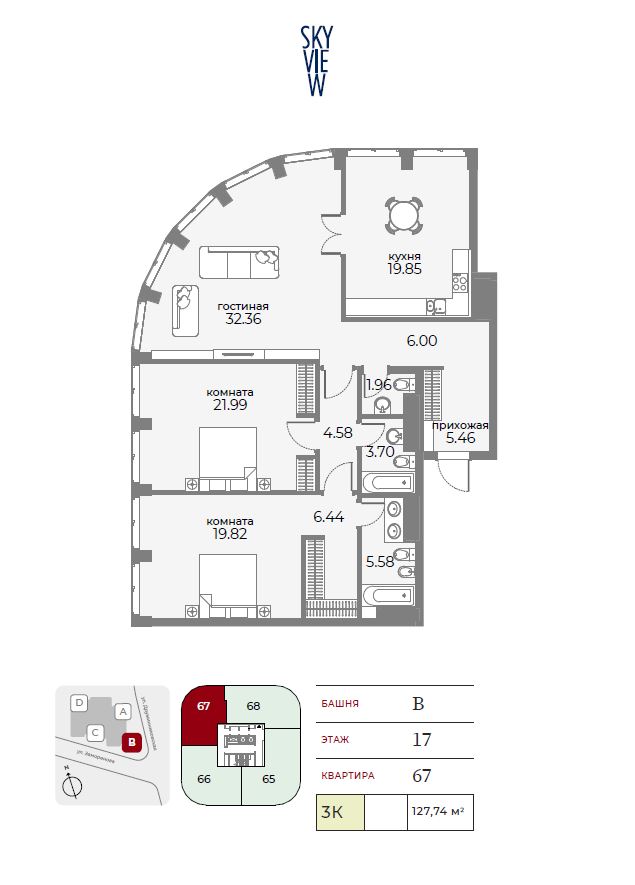 SKY
VIE
W
кухня
19.85
гостиная
32.36
6.00
комната
21.99
1.96
4.58
прихожая
5.46
3.70
6.44
комната
19.82
5.58
D
A
C
B
ул. Дружинниковская
ул. Заморенова
N
67
68
66
65
БАШНЯ B
ЭТАЖ 17
КВАРТИРА 67
3К 127,74 м²